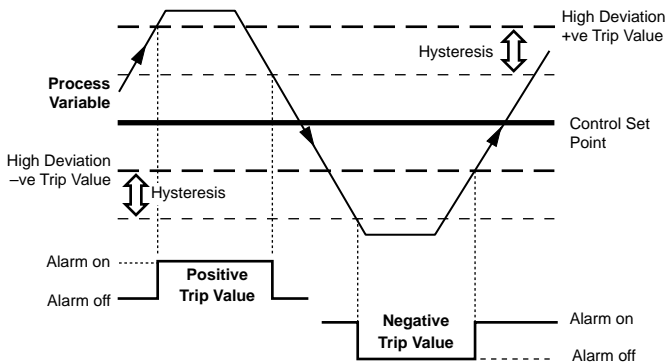 High Deviation
+ve Trip Value
Hysteresis
Process
Variable
Control Set
Point
High Deviation
–ve Trip Value
Hysteresis
Alarm on
Positive
Trip Value
Alarm off
Negative
Trip Value
Alarm on
Alarm off